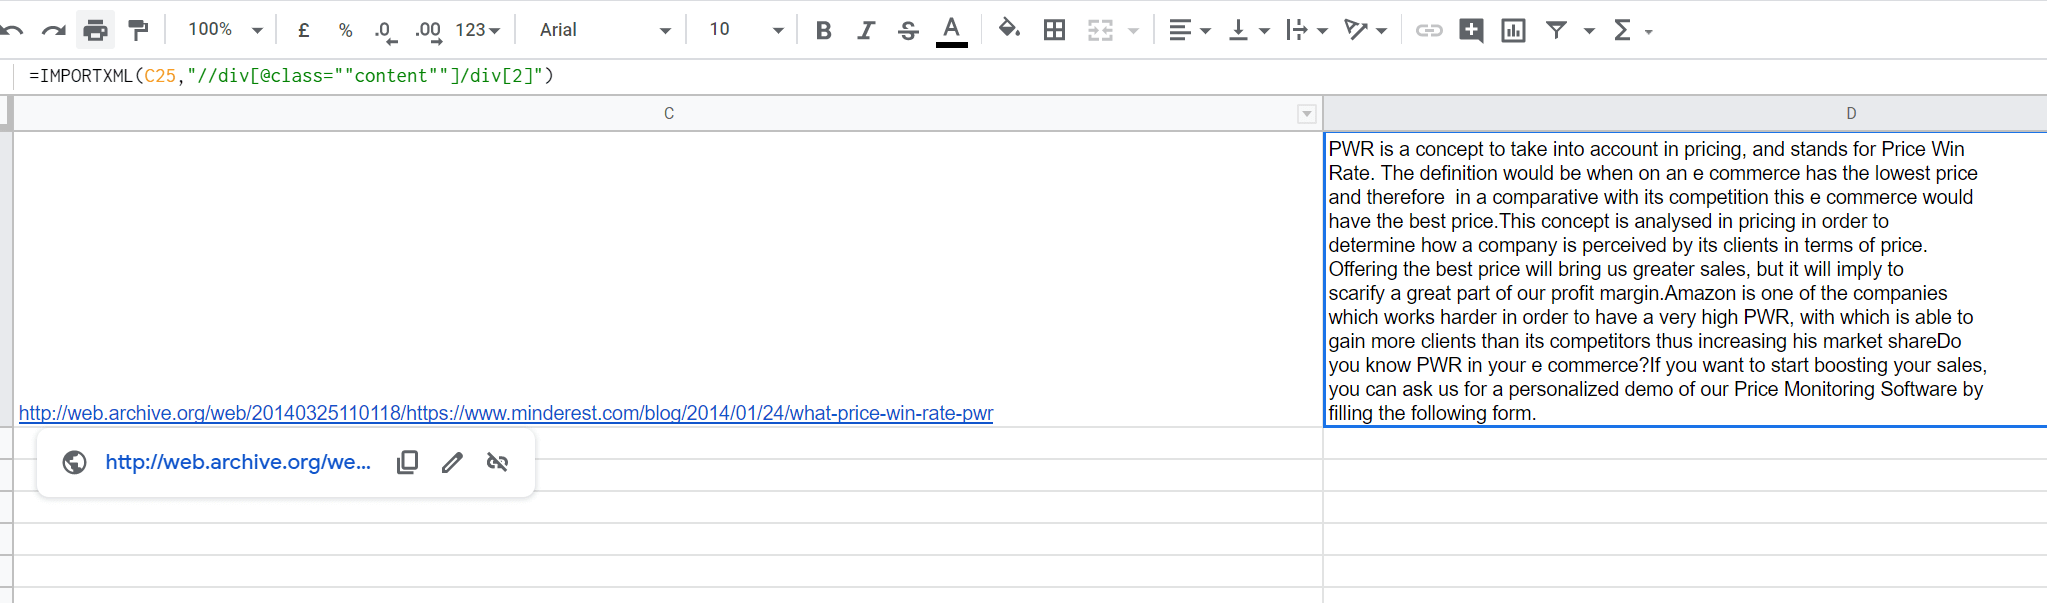 100% £ % .0 .00 123 Arial 10 B I S A Σ
=IMPORTXML(C25,"//div[@class=""content""]/div[2]")
C D
PWR is a concept to take into account in pricing, and stands for Price Win
Rate. The definition would be when on an e commerce has the lowest price
and therefore  in a comparative with its competition this e commerce would
have the best price.This concept is analysed in pricing in order to
determine how a company is perceived by its clients in terms of price.
Offering the best price will bring us greater sales, but it will imply to
scarify a great part of our profit margin.Amazon is one of the companies
which works harder in order to have a very high PWR, with which is able to
gain more clients than its competitors thus increasing his market shareDo
you know PWR in your e commerce?If you want to start boosting your sales,
you can ask us for a personalized demo of our Price Monitoring Software by
filling the following form.
http://web.archive.org/web/20140325110118/https://www.minderest.com/blog/2014/01/24/what-price-win-rate-pwr
http://web.archive.org/we...